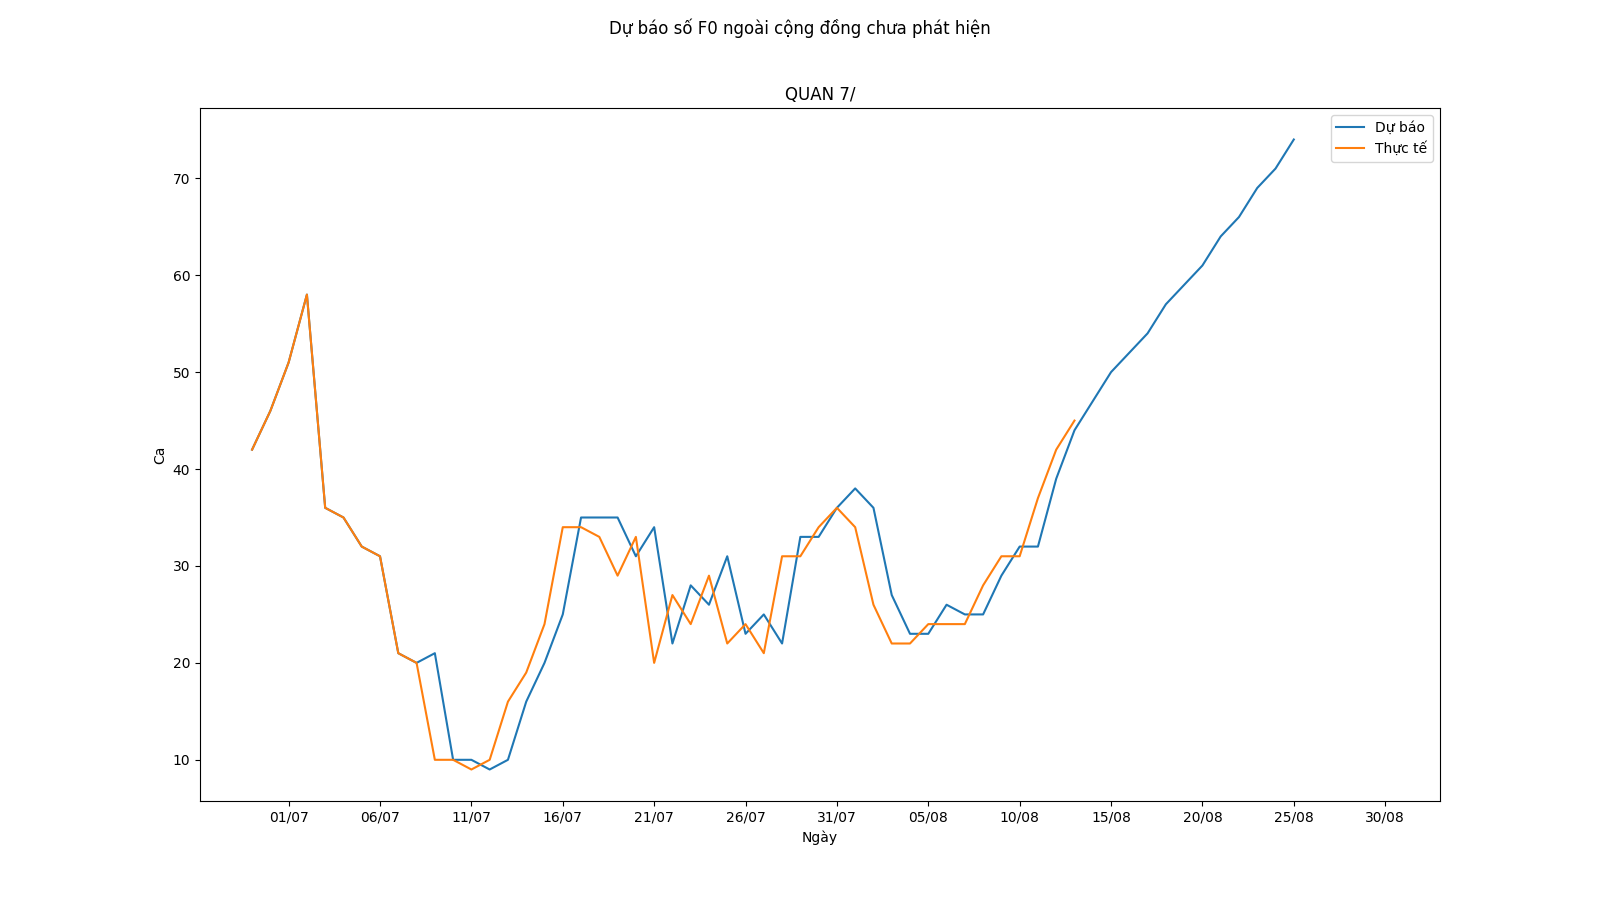 Dự báo số F0 ngoài cộng đồng chưa phát hiện
QUAN 7/
Dự báo
Thực tế
70
60
50
40
30
20
10
Ca
01/07 06/07 11/07 16/07 21/07 26/07 31/07 05/08 10/08 15/08 20/08 25/08 30/08
Ngày